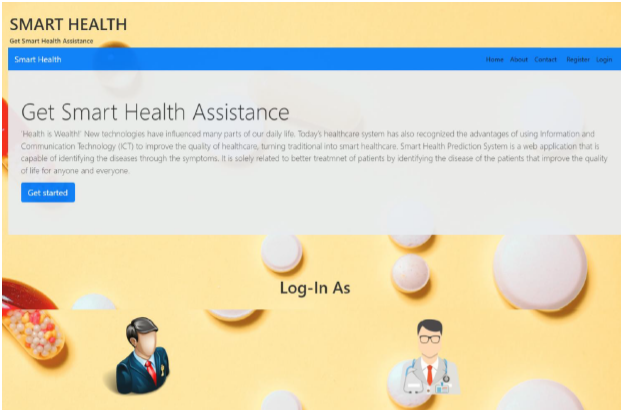 SMART HEALTH
Get Smart Health Assistance
Smart Health
Home About Contact Register Login
Get Smart Health Assistance
'Health is Wealth!' New technologies have influenced many parts of our daily life. Today's healthcare system has also recognized the advantages of using Information and
Communication Technology (ICT) to improve the quality of healthcare, turning traditional into smart healthcare. Smart Health Prediction System is a web application that is
capable of identifying the diseases through the symptoms. It is solely related to better treatmnet of patients by identifying the disease of the patients that improve the quality
of life for anyone and everyone.
Get started
Log-In As